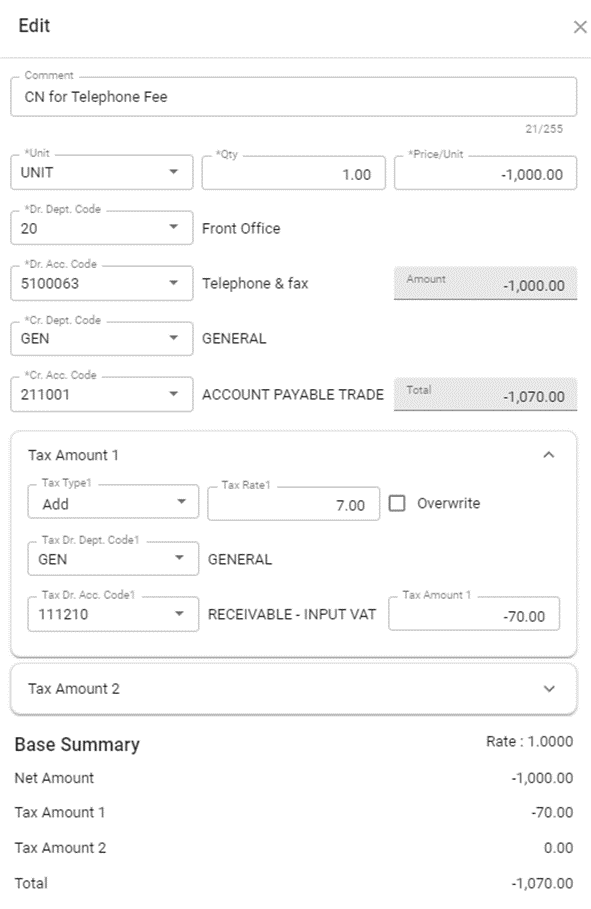 Edit
Comment
CN for Telephone Fee
21/255
*Unit *Qty *Price/Unit
UNIT 1.00 -1,000.00
*Dr. Dept. Code
20 Front Office
*Dr. Acc. Code
5100063 Telephone & fax Amount -1,000.00
*Cr. Dept. Code
GEN GENERAL
*Cr. Acc. Code
211001 ACCOUNT PAYABLE TRADE Total -1,070.00
Tax Amount 1
Tax Type1 Tax Rate1
Add 7.00 Overwrite
Tax Dr. Dept. Code1
GEN GENERAL
Tax Dr. Acc. Code1 Tax Amount 1
111210 RECEIVABLE - INPUT VAT -70.00
Tax Amount 2
Base Summary Rate : 1.0000
Net Amount -1,000.00
Tax Amount 1 -70.00
Tax Amount 2 0.00
Total -1,070.00